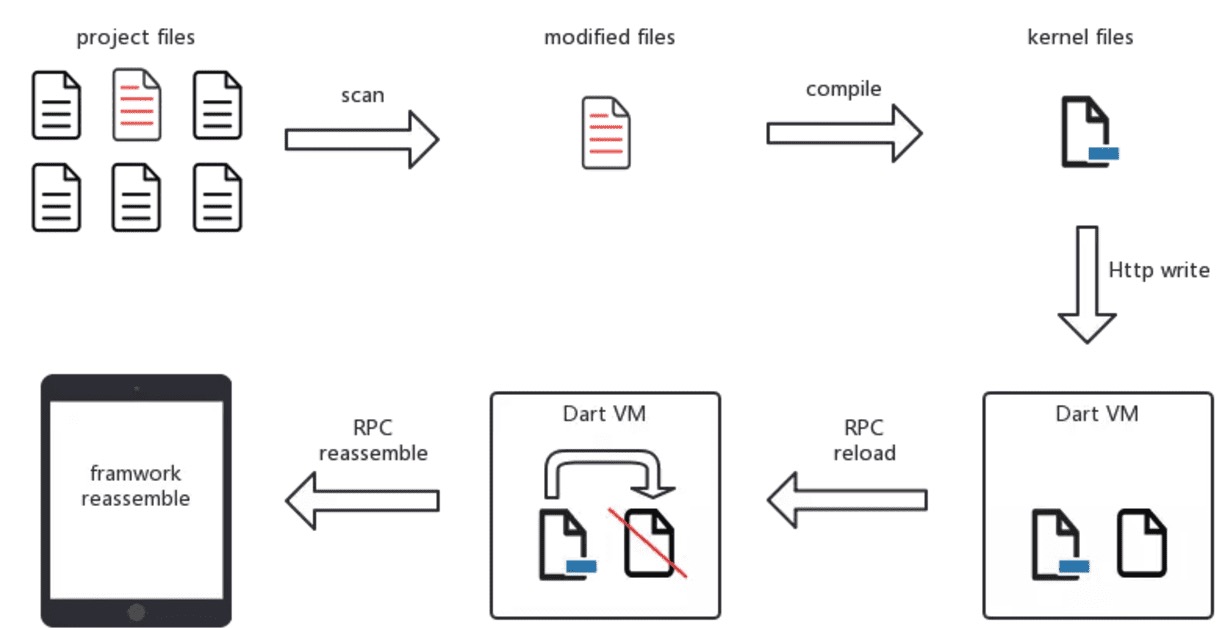 project files
modified files
kernel files
scan
compile
Http write
Dart VM
RPC
reload
Dart VM
RPC
reassemble
framwork
reassemble